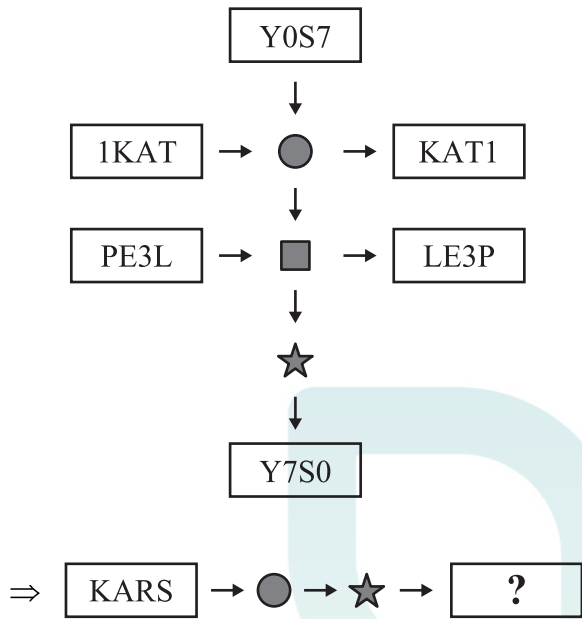 Y0S7
1KAT KAT1
PE3L LE3P
Y7S0
⇒ KARS ?